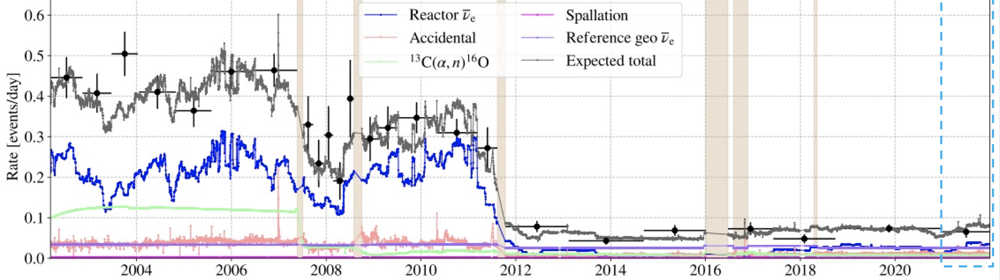 Rate [events/day]
0.6
0.5
0.4
0.3
0.2
0.1
0.0
Reactor ν̅ₑ
Accidental
¹³C(α, n)¹⁶O
Spallation
Reference geo ν̅ₑ
Expected total
2004 2006 2008 2010 2012 2014 2016 2018 2020